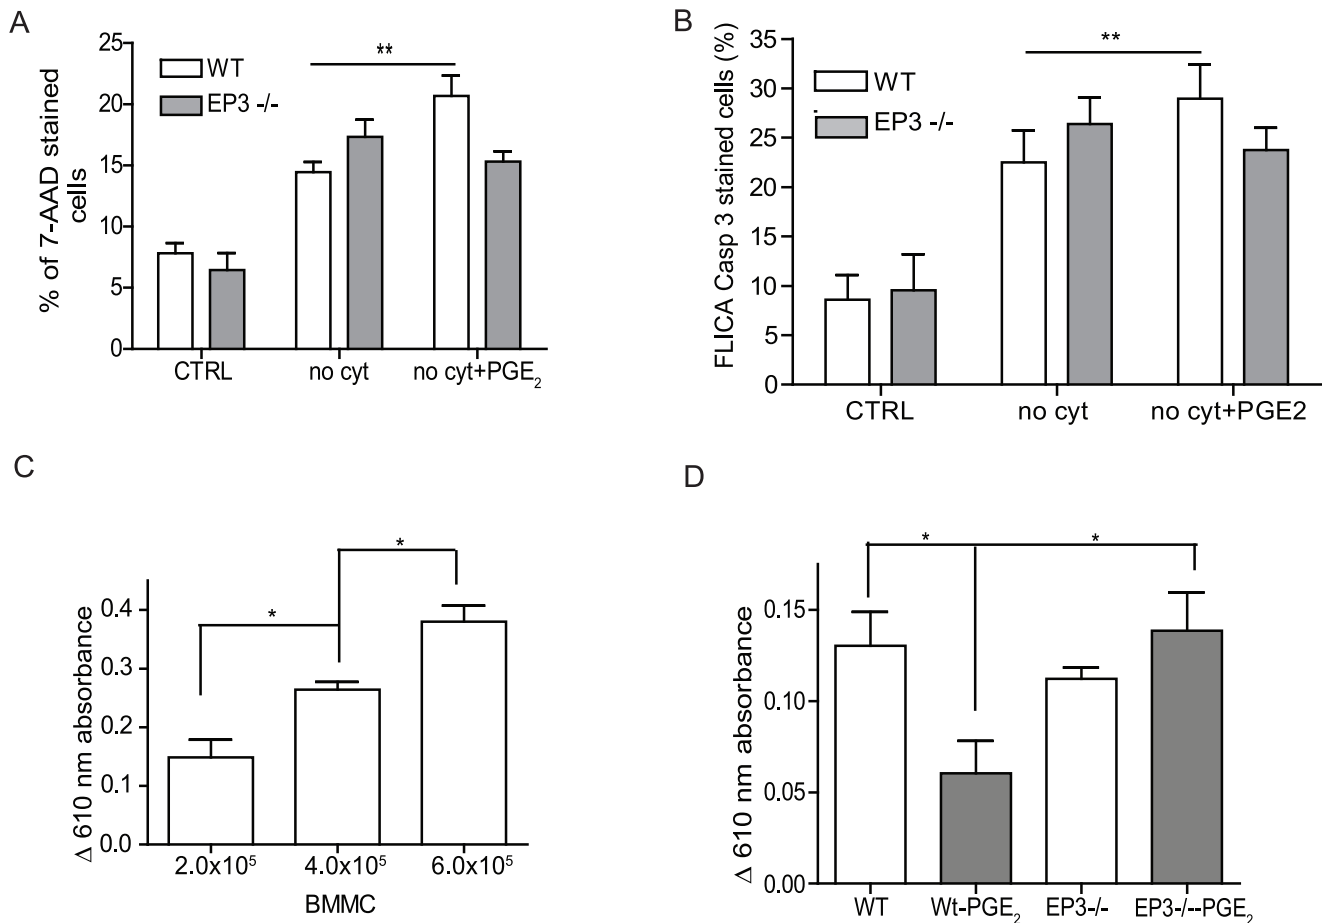 A
% of 7-AAD stained
cells
25
20
15
10
5
0
WT
EP3 -/-
**
CTRL
no cyt
no cyt+PGE₂
B
FLICA Casp 3 stained cells (%)
35
30
25
20
15
10
5
0
WT
EP3 -/-
**
CTRL
no cyt
no cyt+PGE2
C
Δ 610 nm absorbance
0.4
0.3
0.2
0.1
0.0
*
*
2.0x10⁵
4.0x10⁵
6.0x10⁵
BMMC
D
Δ 610 nm absorbance
0.15
0.10
0.05
0.00
*
*
WT
Wt-PGE₂
EP3-/-
EP3-/--PGE₂